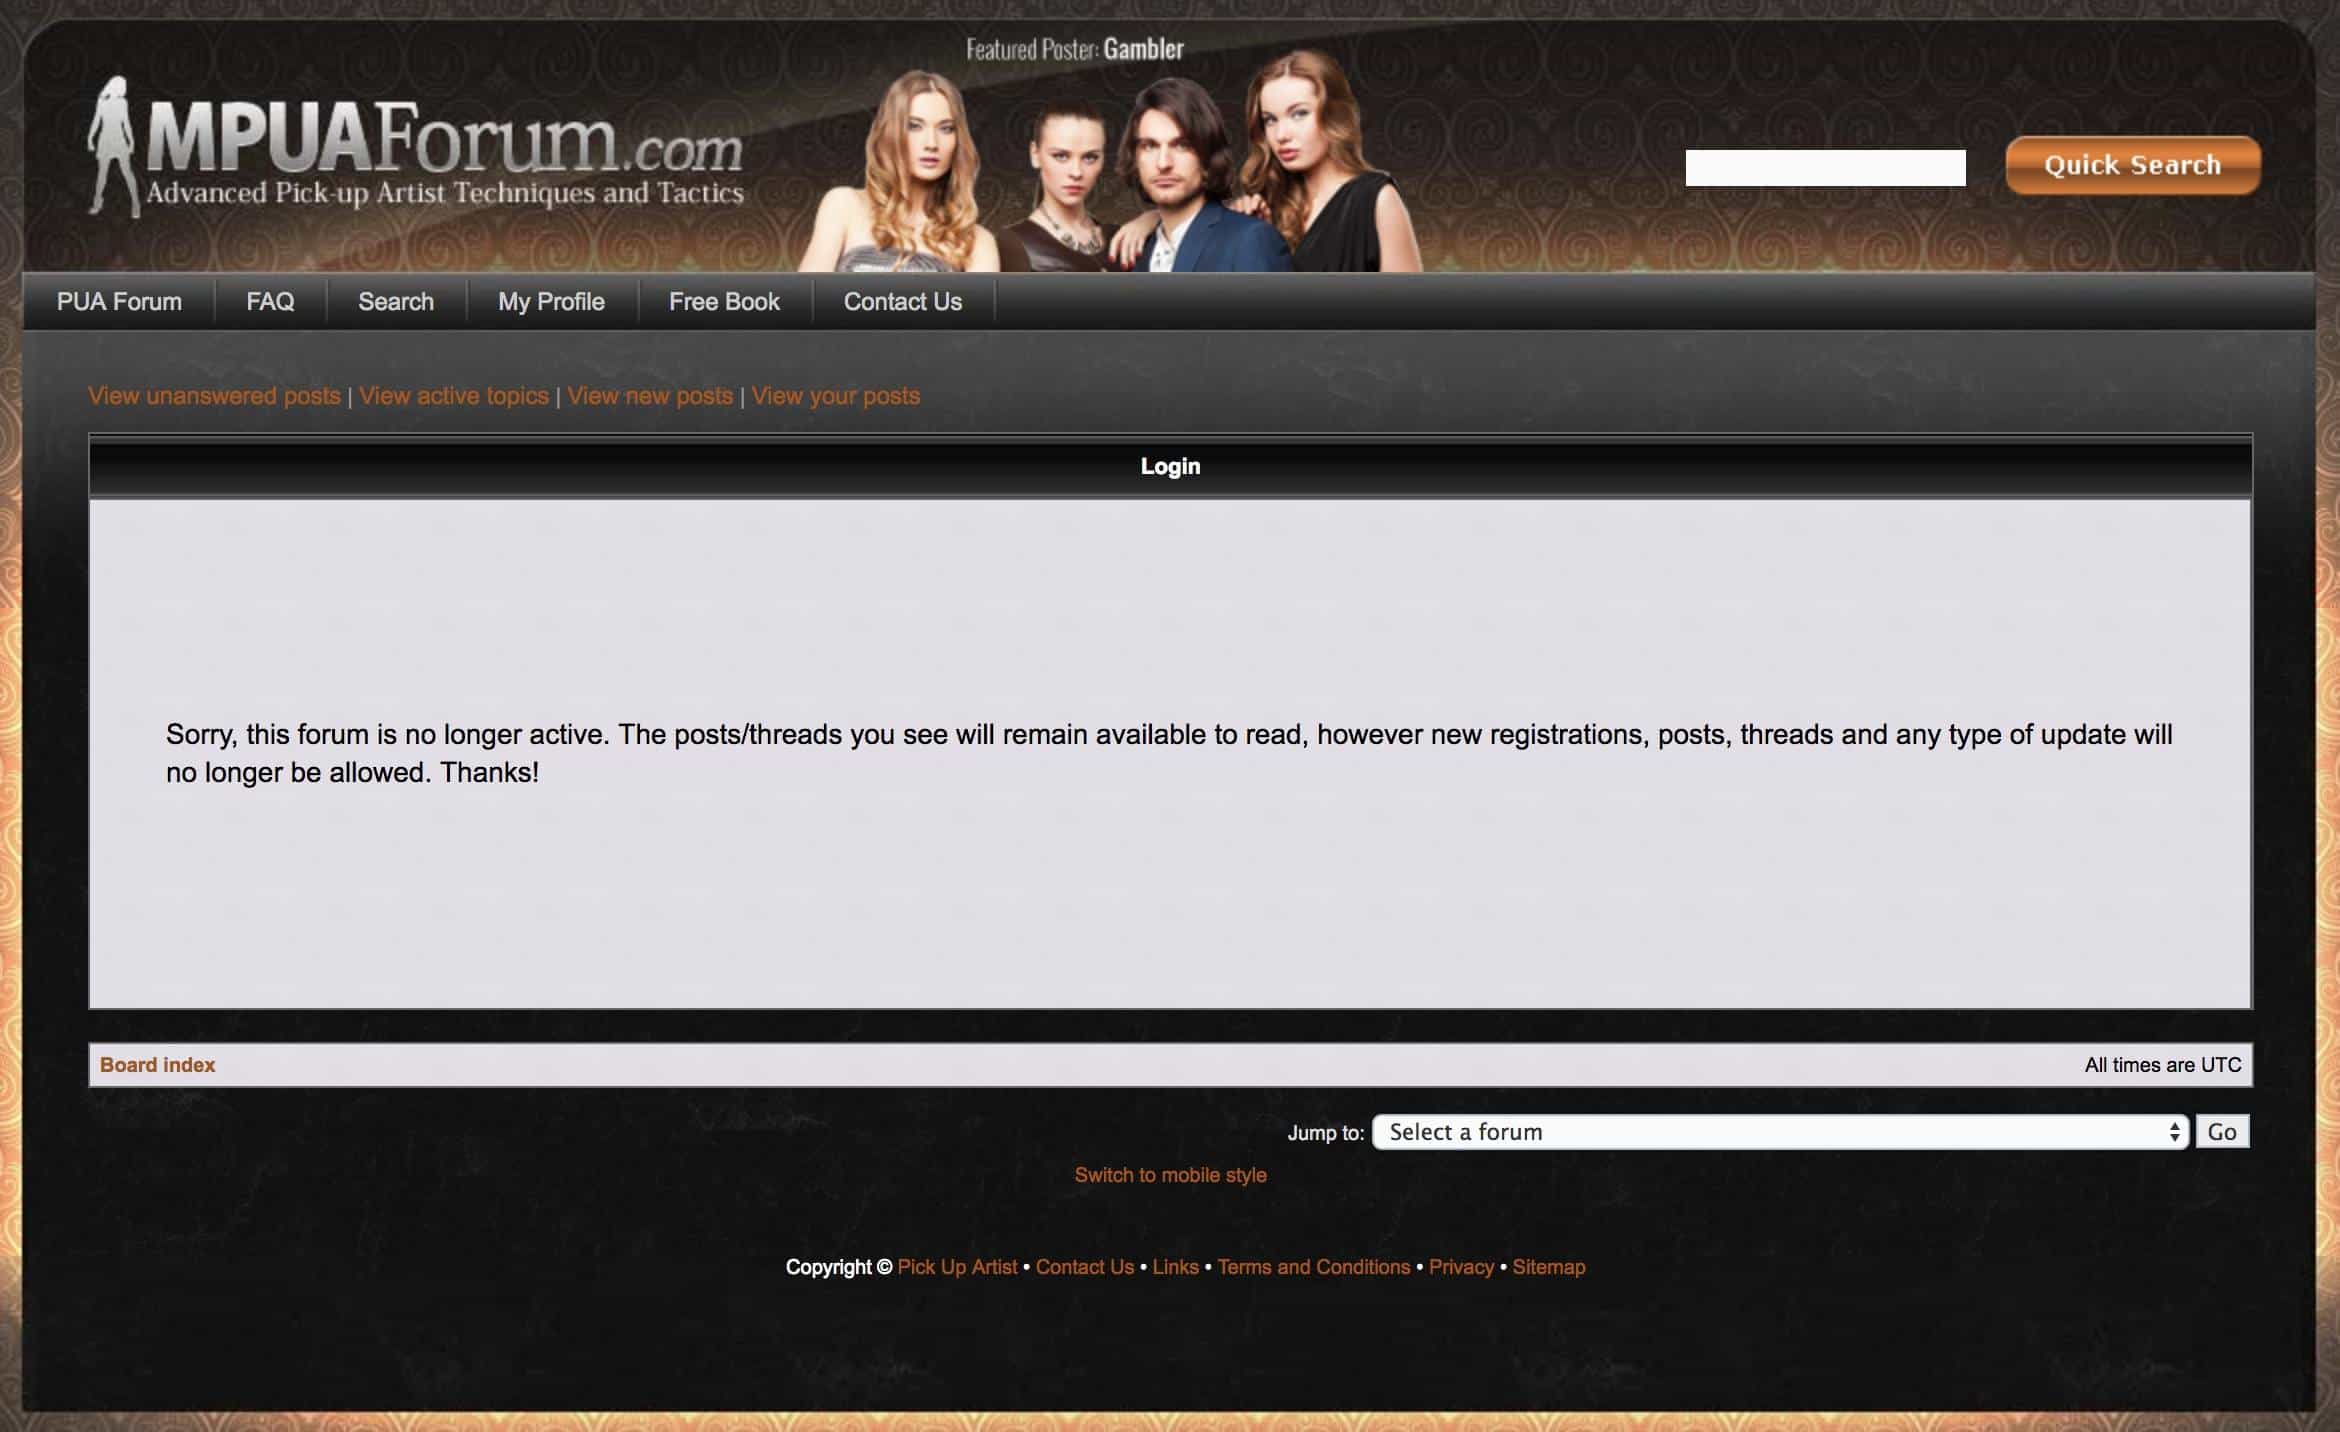 Featured Poster: Gambler
MPUAForum.com
Advanced Pick-up Artist Techniques and Tactics
Quick Search
PUA Forum FAQ Search My Profile Free Book Contact Us
View unanswered posts | View active topics | View new posts | View your posts
Login
Sorry, this forum is no longer active. The posts/threads you see will remain available to read, however new registrations, posts, threads and any type of update will
no longer be allowed. Thanks!
Board index All times are UTC
Jump to: Select a forum Go
Switch to mobile style
Copyright © Pick Up Artist • Contact Us • Links • Terms and Conditions • Privacy • Sitemap